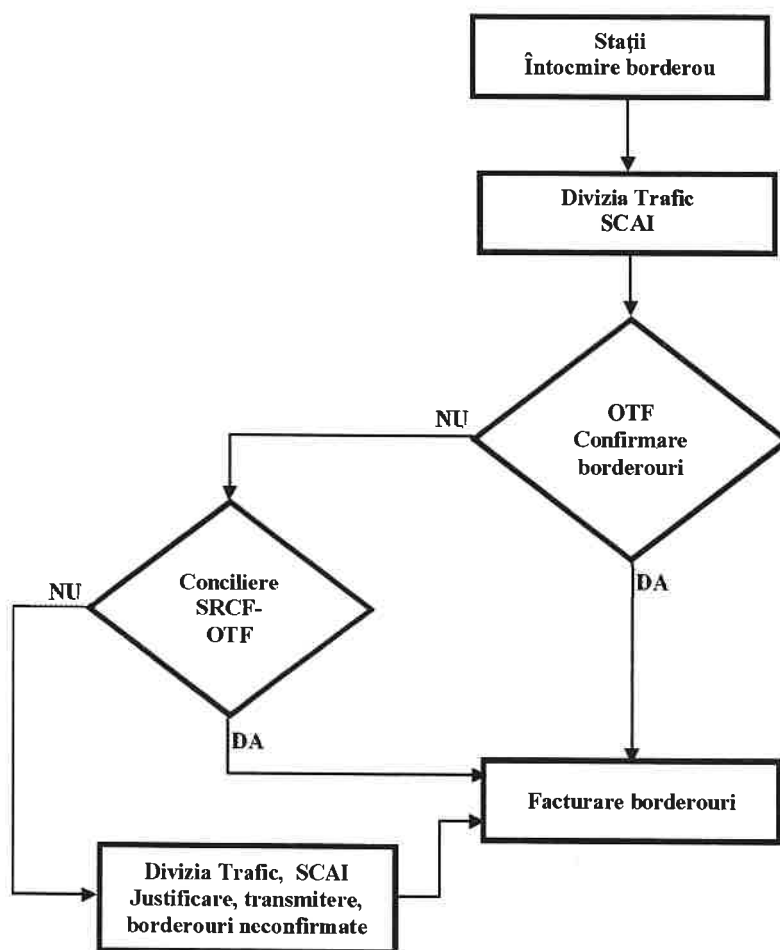 Staţii
Întocmire borderou
Divizia Trafic
SCAI
OTF
Confirmare
borderouri
NU
DA
Conciliere
SRCF-
OTF
NU
DA
Facturare borderouri
Divizia Trafic, SCAI
Justificare, transmitere,
borderouri neconfirmate